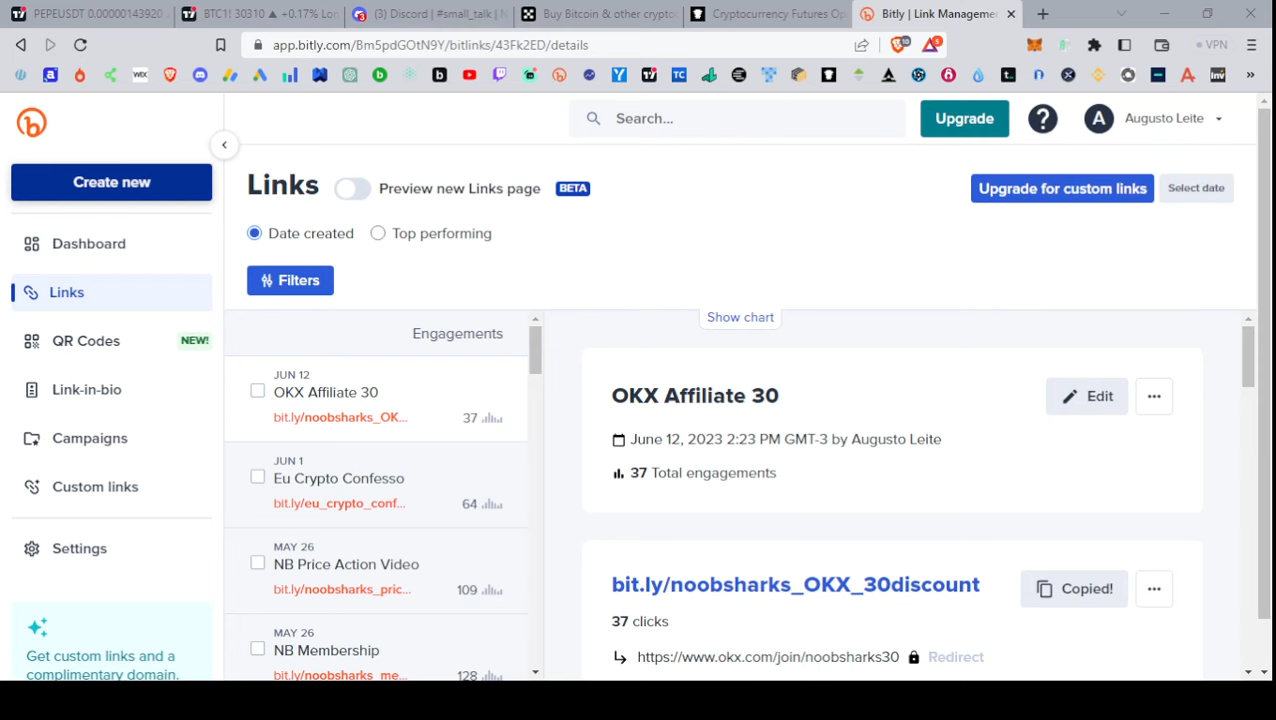 PEPEUSDT 0.0000143920
BTC1! 30310 ▲ +0.17% Lon
(3) Discord | #small_talk |
Buy Bitcoin & other crypto
Cryptocurrency Futures Op
Bitly | Link Manageme
app.bitly.com/Bm5pdGOtN9Y/bitlinks/43Fk2ED/details
VPN
Search...
Upgrade
A
Augusto Leite
Create new
Links
Preview new Links page
BETA
Upgrade for custom links
Select date
Dashboard
Date created
Top performing
Links
Filters
QR Codes
NEW!
Show chart
Engagements
Link-in-bio
JUN 12
OKX Affiliate 30
bit.ly/noobsharks_OK...
37
OKX Affiliate 30
Edit
June 12, 2023 2:23 PM GMT-3 by Augusto Leite
37 Total engagements
Campaigns
Custom links
JUN 1
Eu Crypto Confesso
bit.ly/eu_crypto_conf...
64
Settings
MAY 26
NB Price Action Video
bit.ly/noobsharks_pric...
109
bit.ly/noobsharks_OKX_30discount
Copied!
37 clicks
https://www.okx.com/join/noobsharks30
Redirect
MAY 26
NB Membership
bit.ly/noobsharks_me...
128
Get custom links and a
complimentary domain.